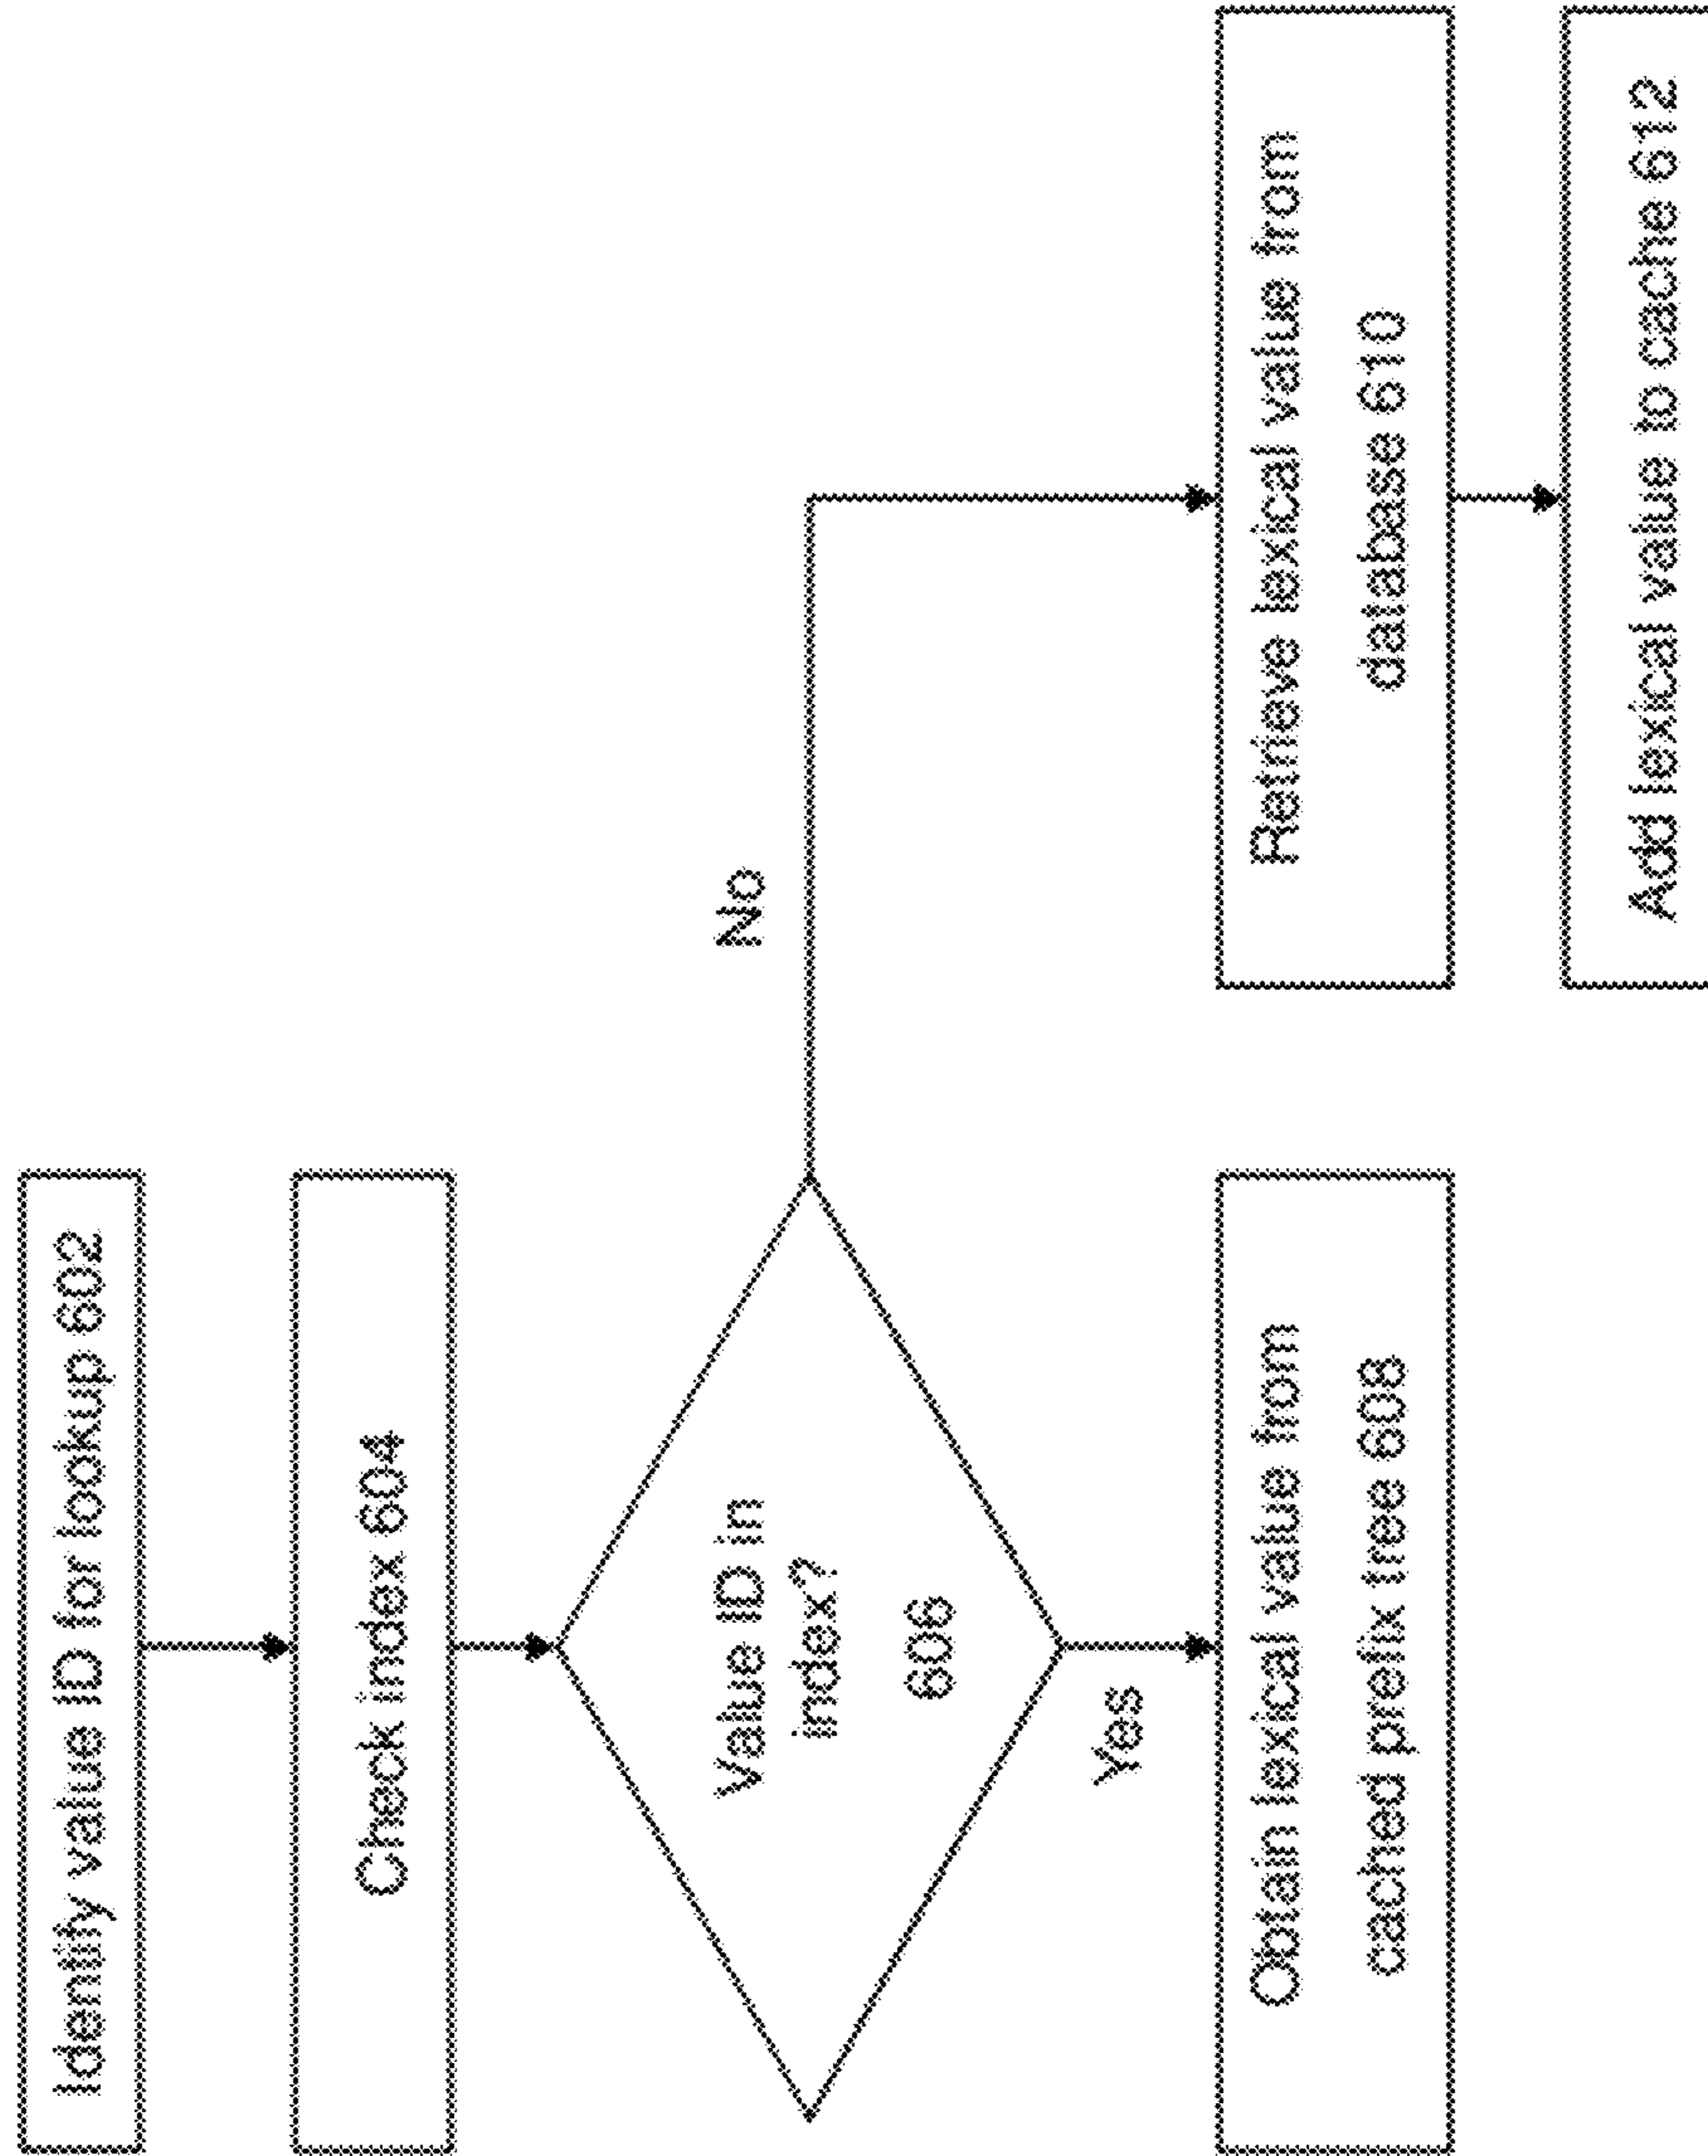 Identify value ID for lookup 602
Check index 604
Value ID in
index?
606
No
Yes
Obtain lexical value from
cached prefix tree 608
Retrieve lexical value from
database 610
Add lexical value to cache 612